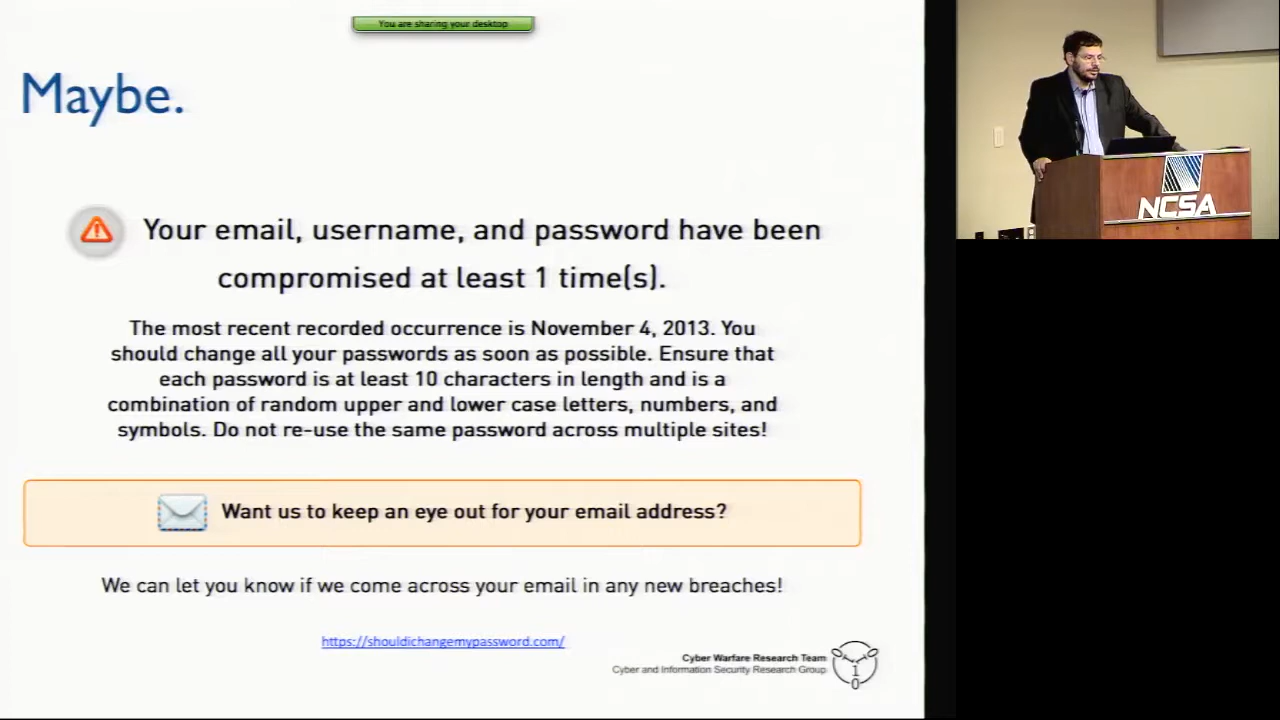 You are sharing your desktop
Maybe.
Your email, username, and password have been
compromised at least 1 time(s).
The most recent recorded occurrence is November 4, 2013. You
should change all your passwords as soon as possible. Ensure that
each password is at least 10 characters in length and is a
combination of random upper and lower case letters, numbers, and
symbols. Do not re-use the same password across multiple sites!
Want us to keep an eye out for your email address?
We can let you know if we come across your email in any new breaches!
https://shouldichangemypassword.com/
Cyber Warfare Research Team
Cyber and Information Security Research Group
1
0
NCSA